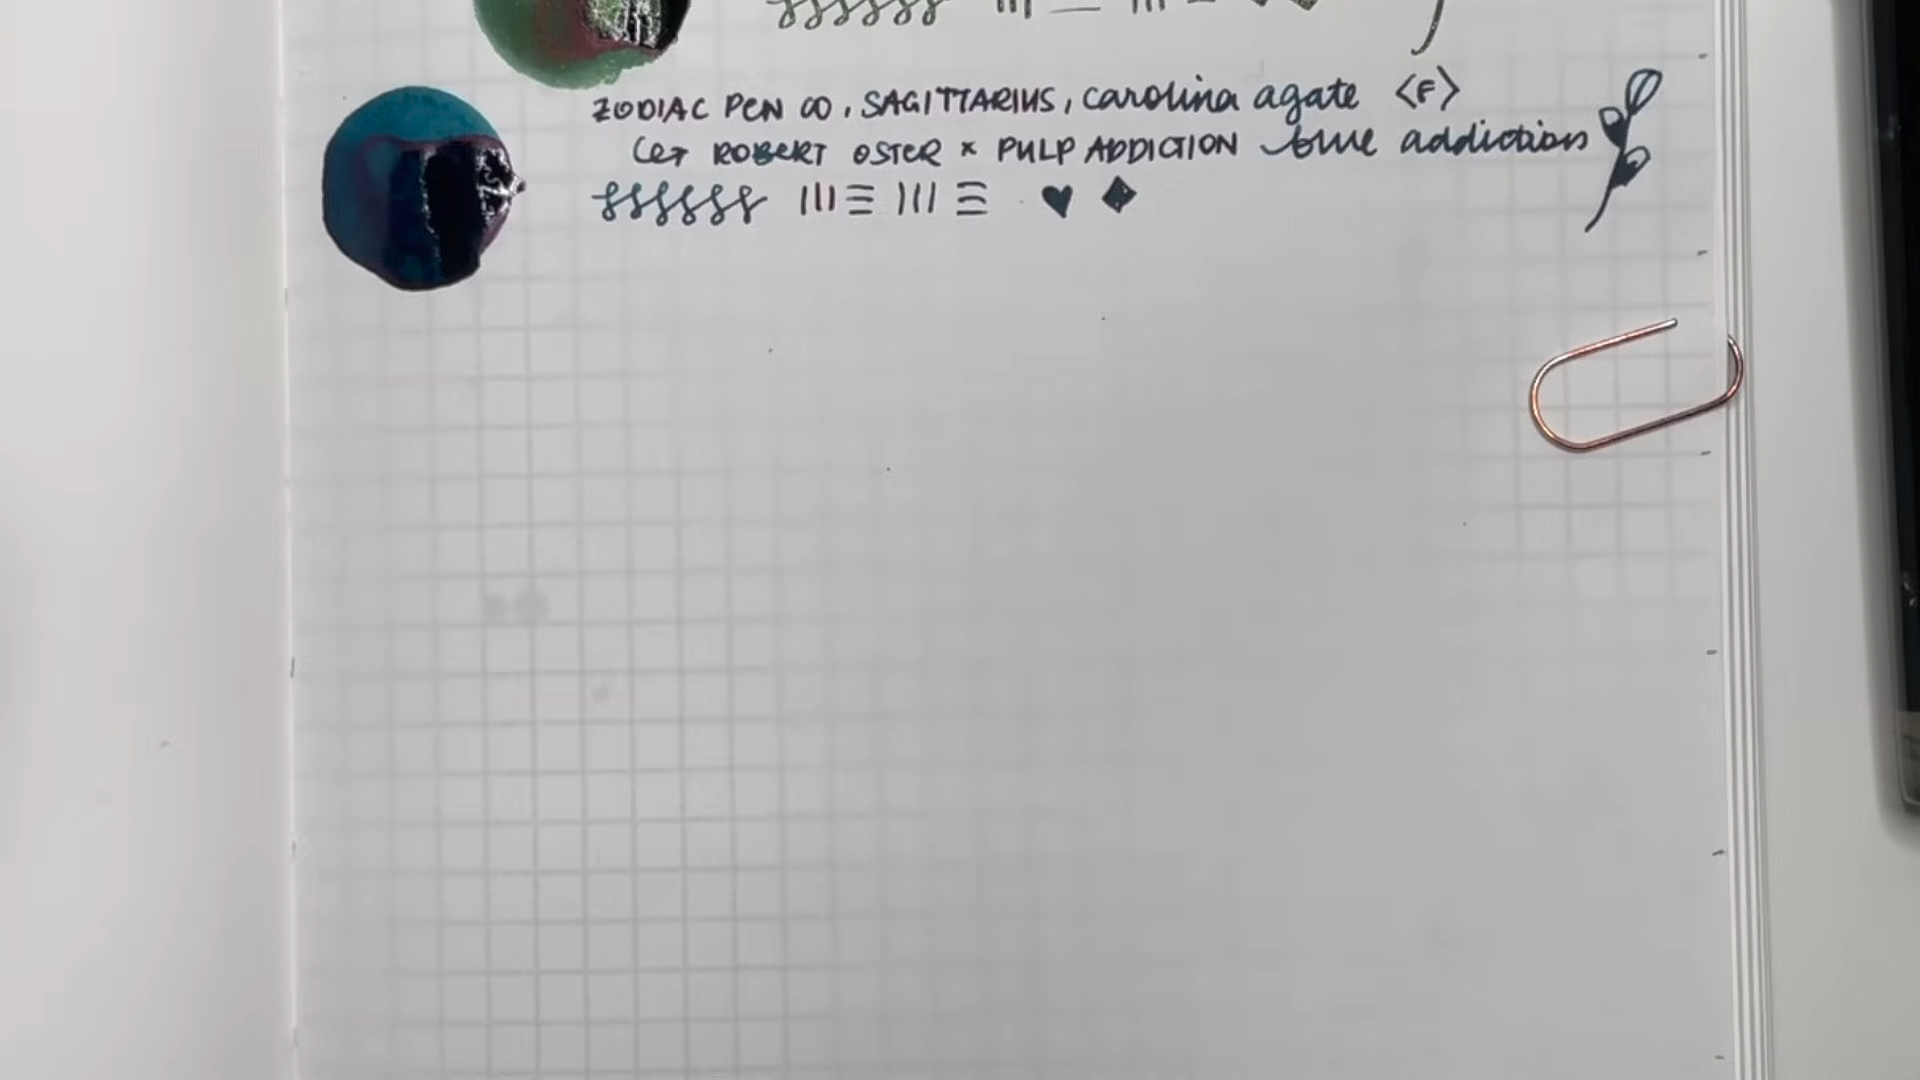 ZODIAC PEN CO, SAGITTARIUS, carolina agate <F>
ROBERT OSTER x PULP ADDICTION blue addiction